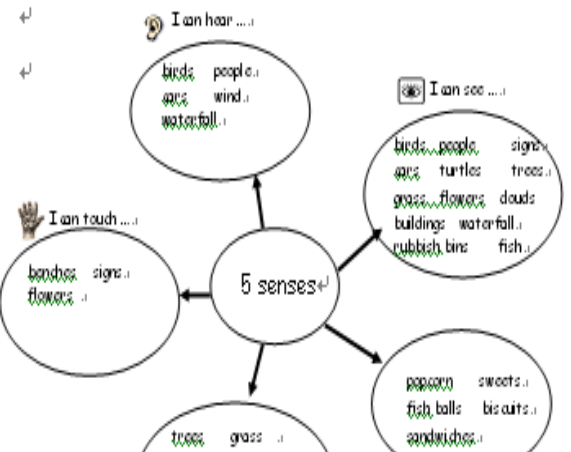 I can hear ....
birds people
cars wind
waterfall
I can see ....
birds people signs
cars turtles trees
grass flowers clouds
buildings waterfall
rubbish bins fish
I can touch ....
benches signs
flowers
5 senses
popcorn sweets
fish balls biscuits
sandwiches
trees grass